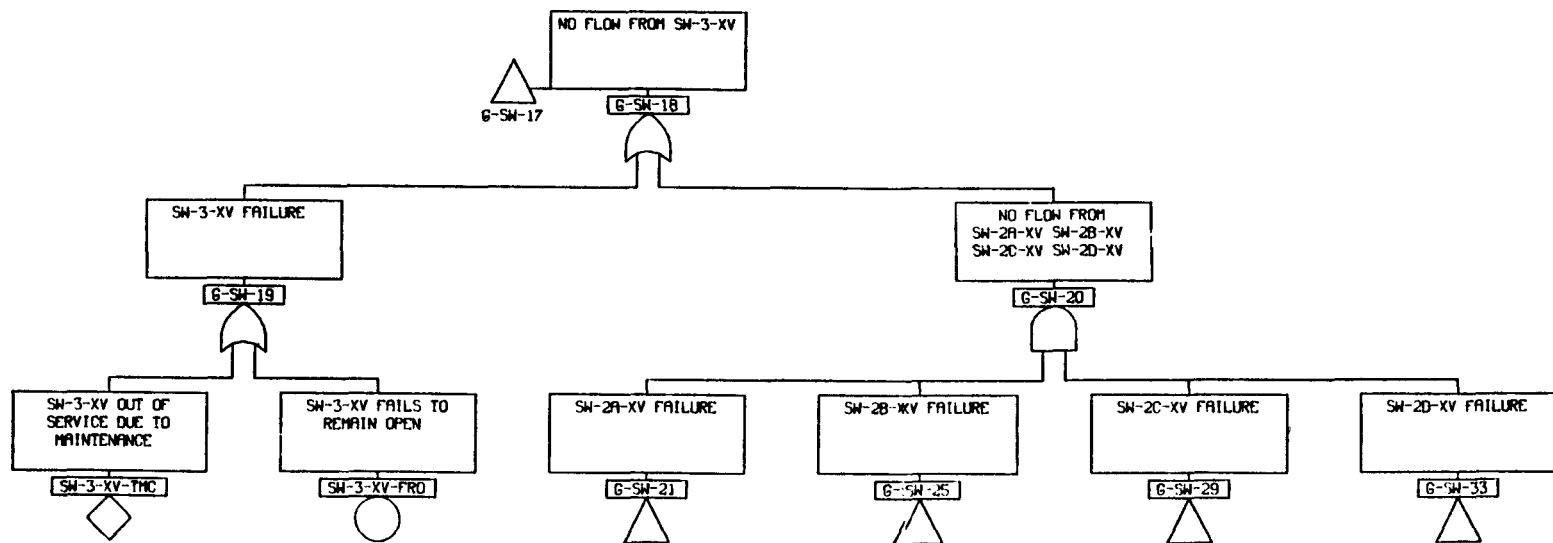 NO FLOW FROM SW-3-XV
G-SW-17
G-SW-18
SW-3-XV FAILURE
NO FLOW FROM
SW-2A-XV SW-2B-XV
SW-2C-XV SW-2D-XV
G-SW-19
G-SW-20
SW-3-XV OUT OF
SERVICE DUE TO
MAINTENANCE
SW-3-XV FAILS TO
REMAIN OPEN
SW-2A-XV FAILURE
SW-2B-XV FAILURE
SW-2C-XV FAILURE
SW-2D-XV FAILURE
SW-3-XV-TMC
SW-3-XV-FRO
G-SW-21
G-SW-25
G-SW-29
G-SW-33